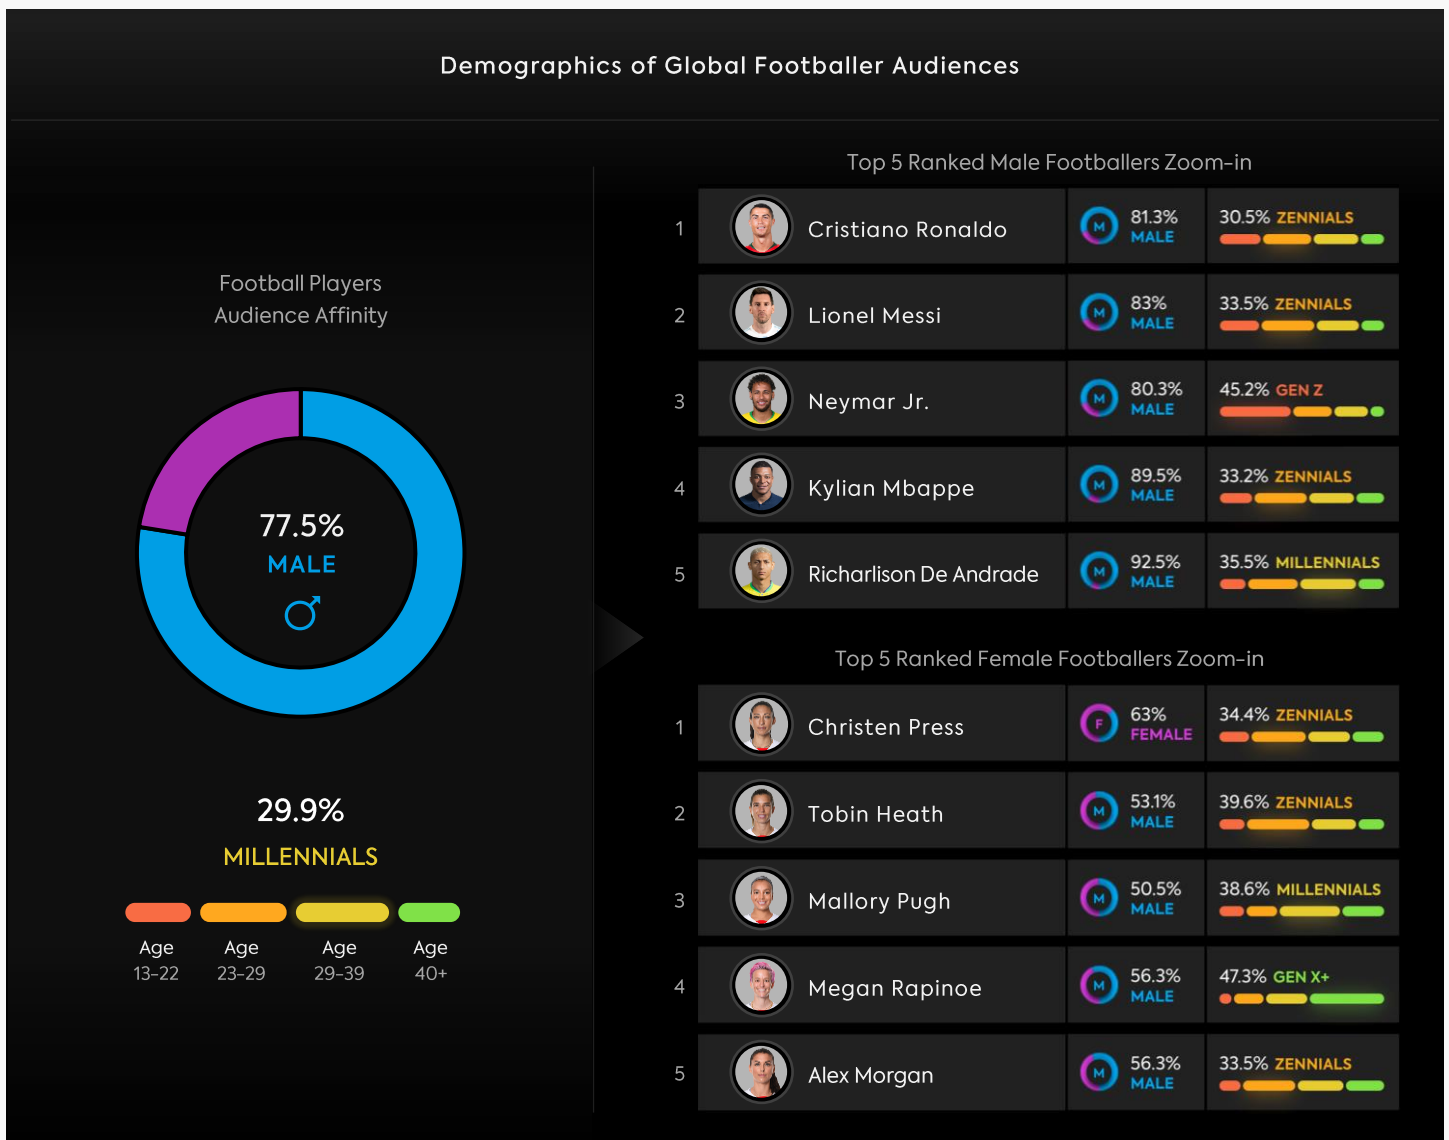 Demographics of Global Footballer Audiences
Football Players
Audience Affinity
77.5%
MALE
29.9%
MILLENNIALS
Age
13-22
Age
23-29
Age
29-39
Age
40+
Top 5 Ranked Male Footballers Zoom-in
1
Cristiano Ronaldo
M
81.3%
MALE
30.5% ZENNIALS
2
Lionel Messi
M
83%
MALE
33.5% ZENNIALS
3
Neymar Jr.
M
80.3%
MALE
45.2% GEN Z
4
Kylian Mbappe
M
89.5%
MALE
33.2% ZENNIALS
5
Richarlison De Andrade
M
92.5%
MALE
35.5% MILLENNIALS
Top 5 Ranked Female Footballers Zoom-in
1
Christen Press
F
63%
FEMALE
34.4% ZENNIALS
2
Tobin Heath
M
53.1%
MALE
39.6% ZENNIALS
3
Mallory Pugh
M
50.5%
MALE
38.6% MILLENNIALS
4
Megan Rapinoe
M
56.3%
MALE
47.3% GEN X+
5
Alex Morgan
M
56.3%
MALE
33.5% ZENNIALS